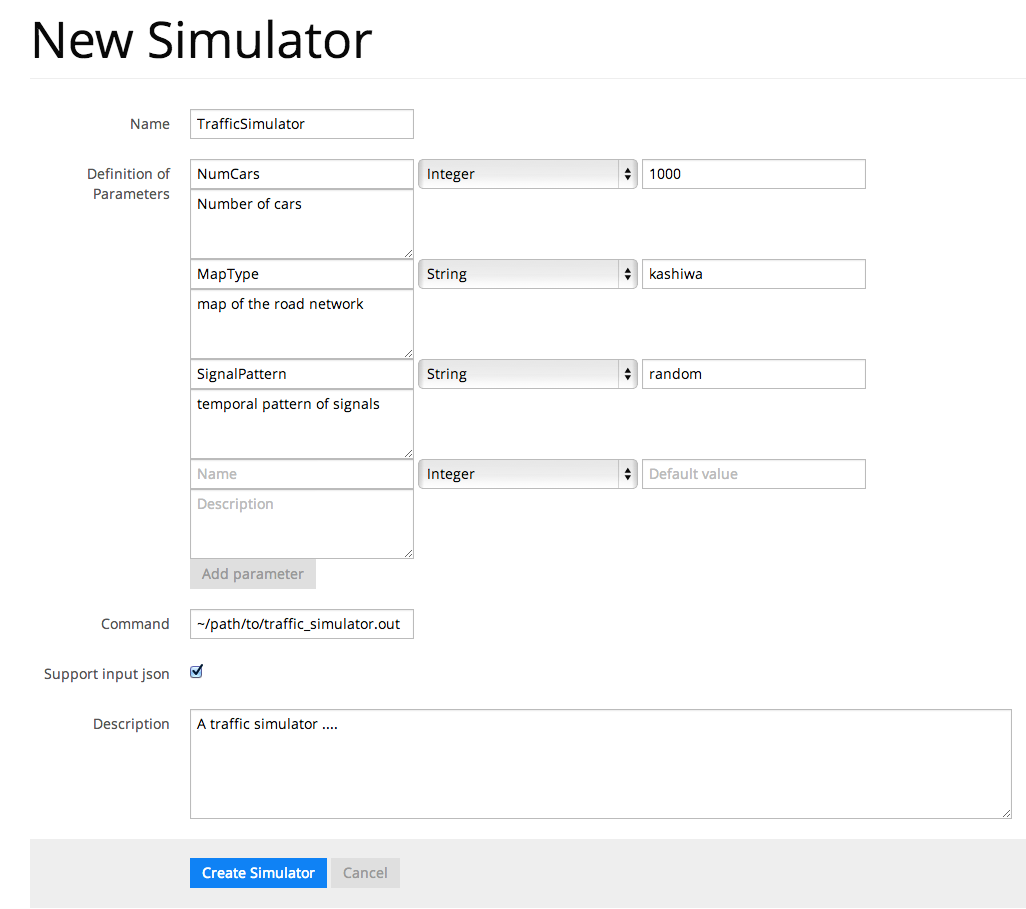 New Simulator
Name TrafficSimulator
Definition of Parameters NumCars Integer 1000
Number of cars
MapType String kashiwa
map of the road network
SignalPattern String random
temporal pattern of signals
Name Integer Default value
Description
Add parameter
Command ~/path/to/traffic_simulator.out
Support input json
Description A traffic simulator ....
Create Simulator Cancel